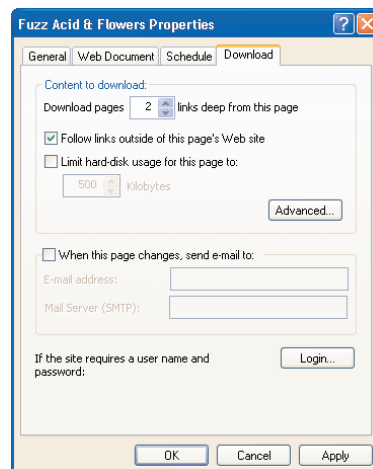 Fuzz Acid & Flowers Properties
General Web Document Schedule Download
Content to download:
Download pages 2 links deep from this page
Follow links outside of this page's Web site
Limit hard-disk usage for this page to:
500 Kilobytes
Advanced...
When this page changes, send e-mail to:
E-mail address:
Mail Server (SMTP):
If the site requires a user name and
password:
Login...
OK Cancel Apply